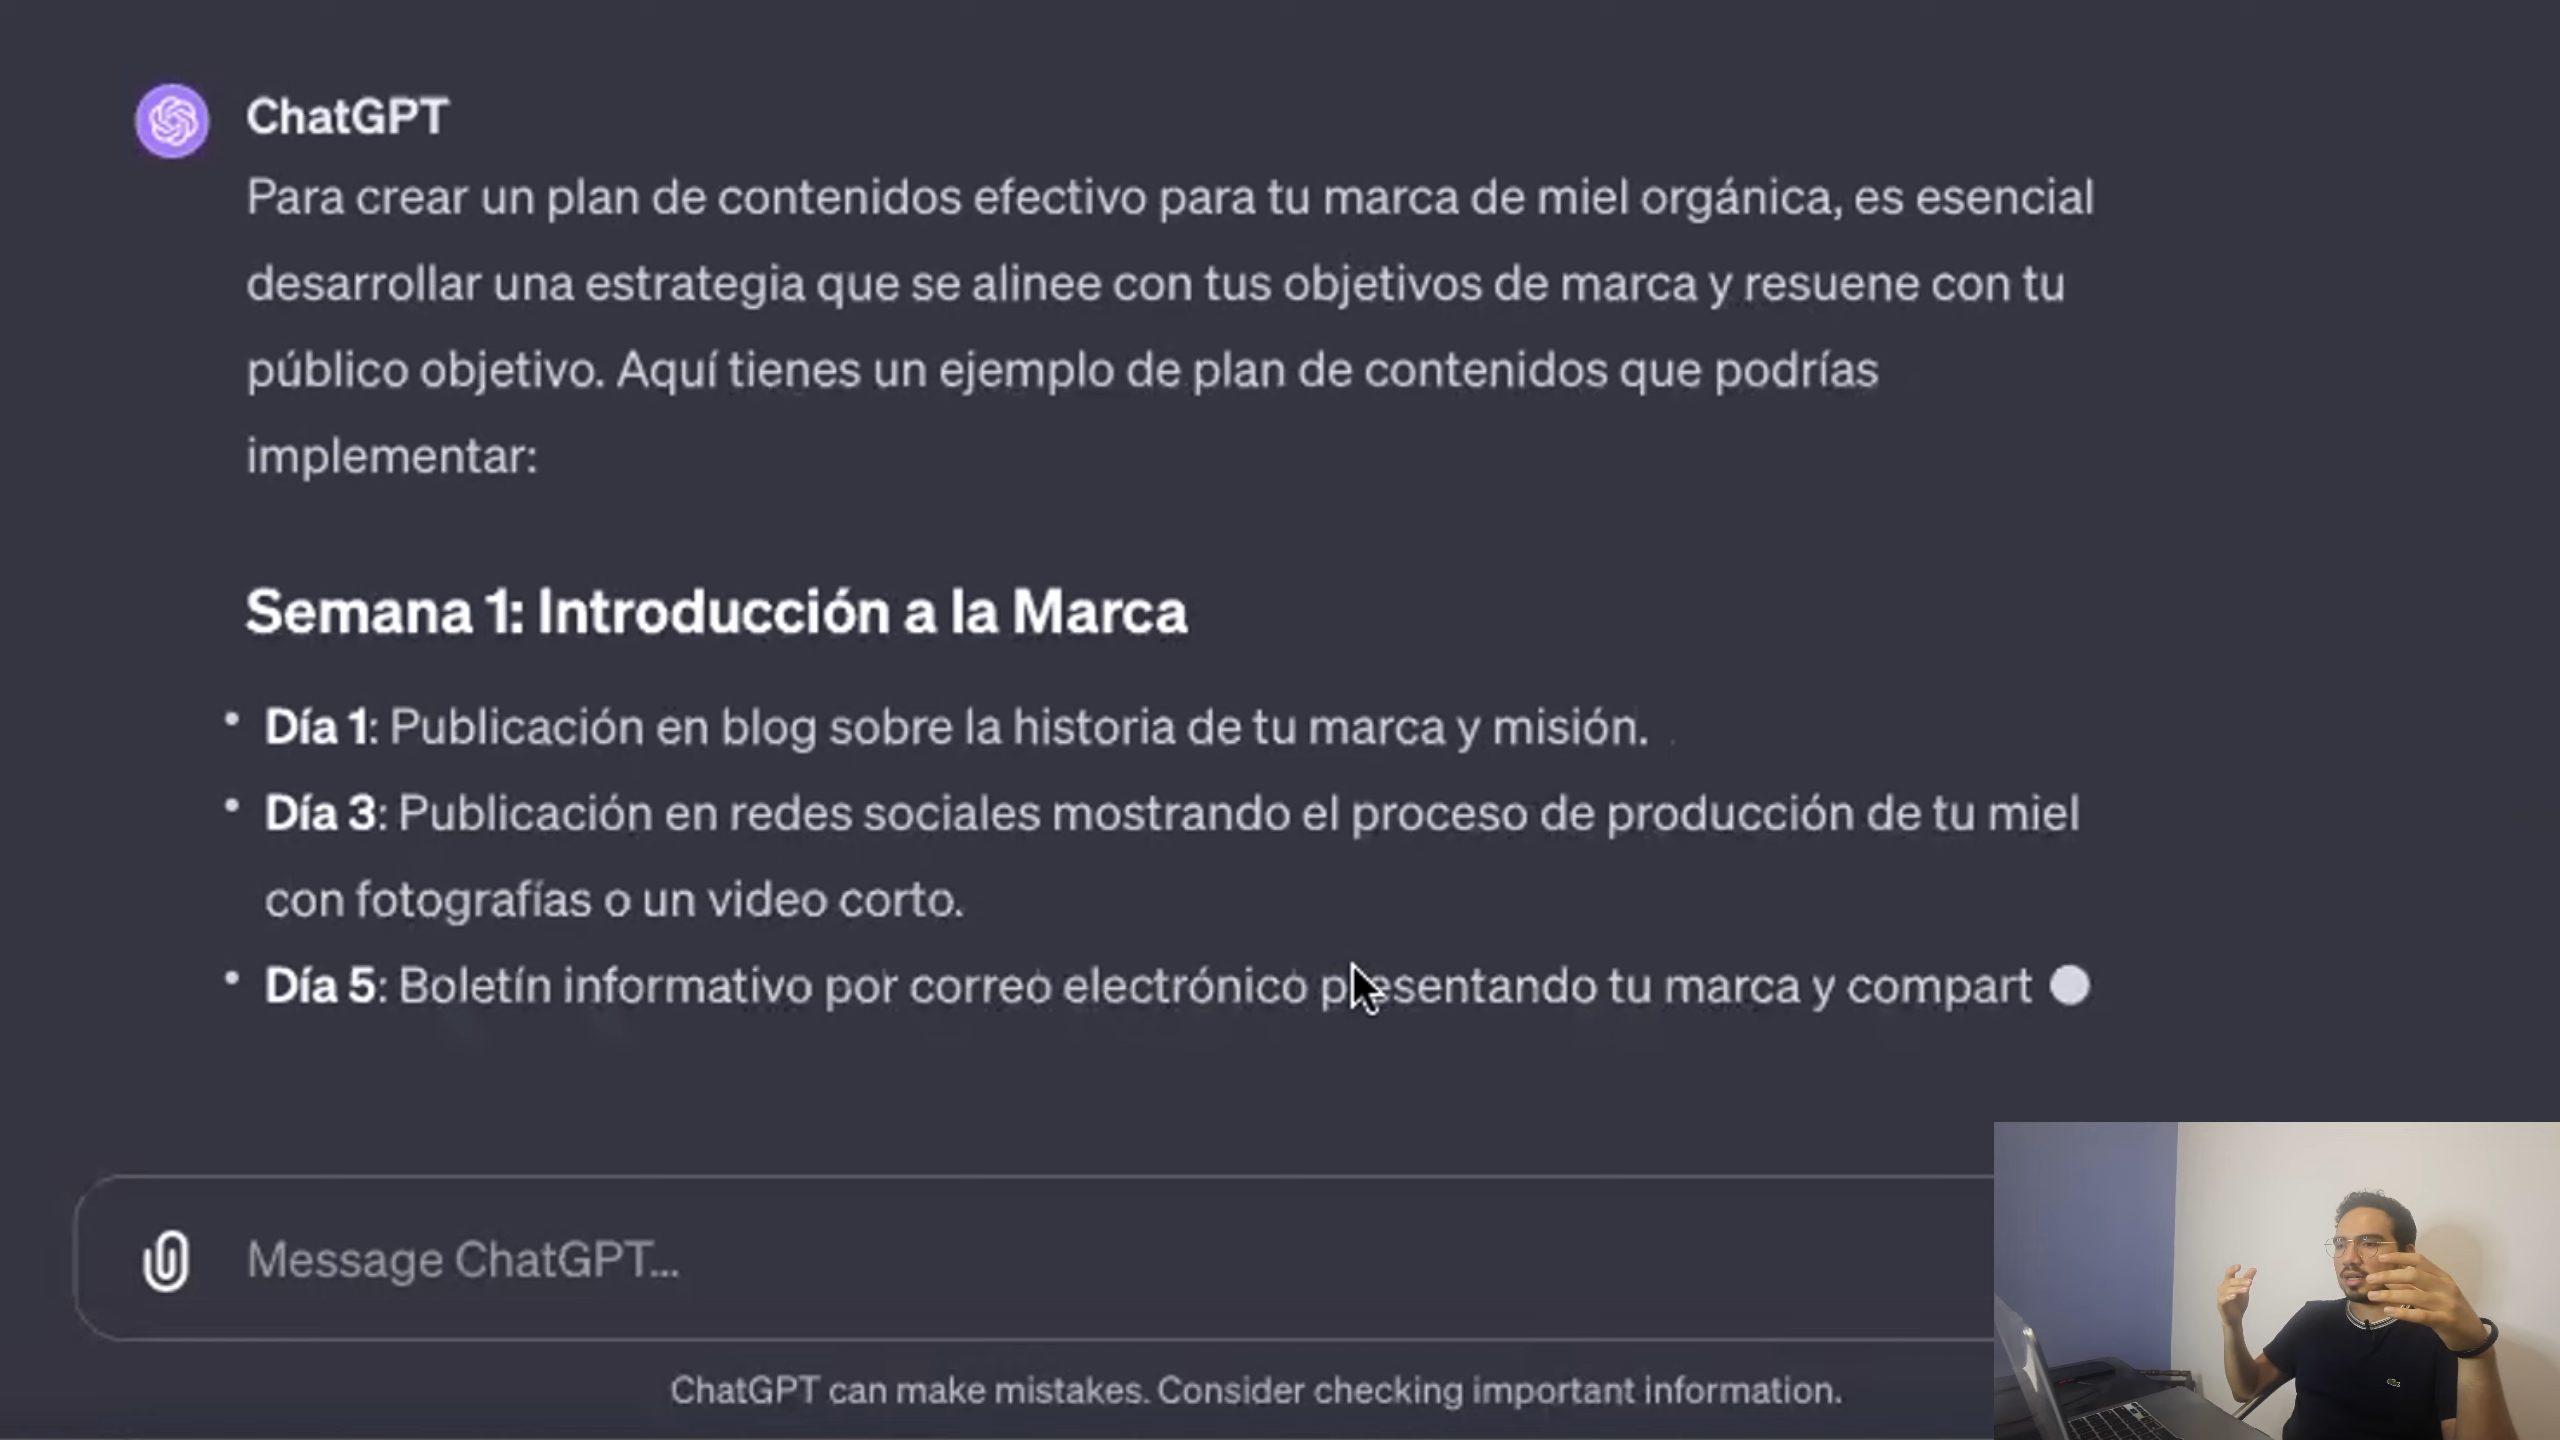 ChatGPT
Para crear un plan de contenidos efectivo para tu marca de miel orgánica, es esencial
desarrollar una estrategia que se alinee con tus objetivos de marca y resuene con tu
público objetivo. Aquí tienes un ejemplo de plan de contenidos que podrías
implementar:
Semana 1: Introducción a la Marca
• Día 1: Publicación en blog sobre la historia de tu marca y misión.
• Día 3: Publicación en redes sociales mostrando el proceso de producción de tu miel
con fotografías o un video corto.
• Día 5: Boletín informativo por correo electrónico presentando tu marca y compart
Message ChatGPT...
ChatGPT can make mistakes. Consider checking important information.